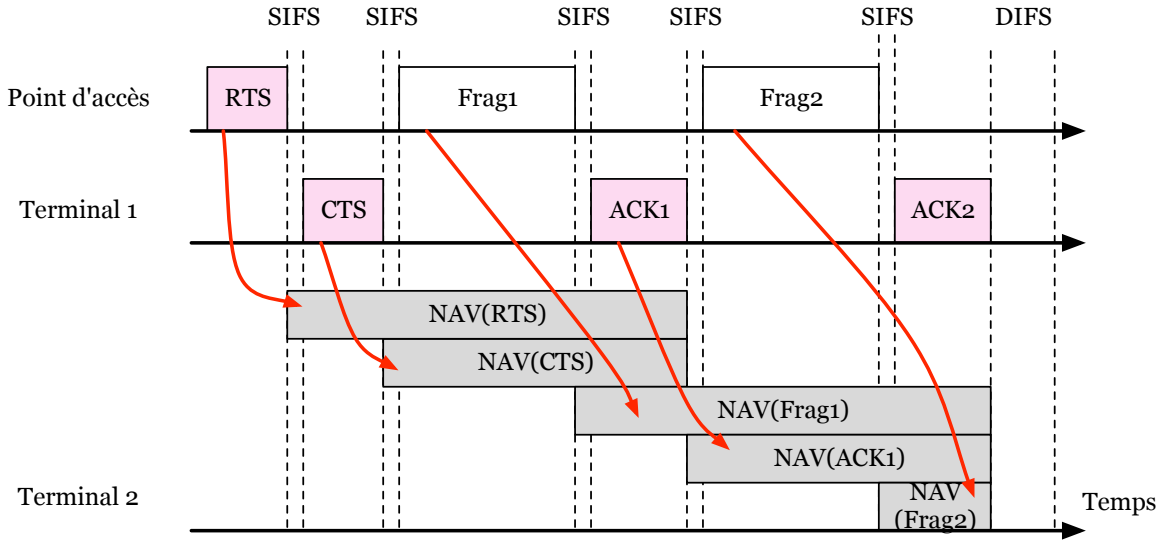 SIFS SIFS SIFS SIFS SIFS DIFS
Point d'accès RTS Frag1 Frag2
Terminal 1 CTS ACK1 ACK2
NAV(RTS)
NAV(CTS)
NAV(Frag1)
NAV(ACK1)
NAV
(Frag2)
Terminal 2
Temps